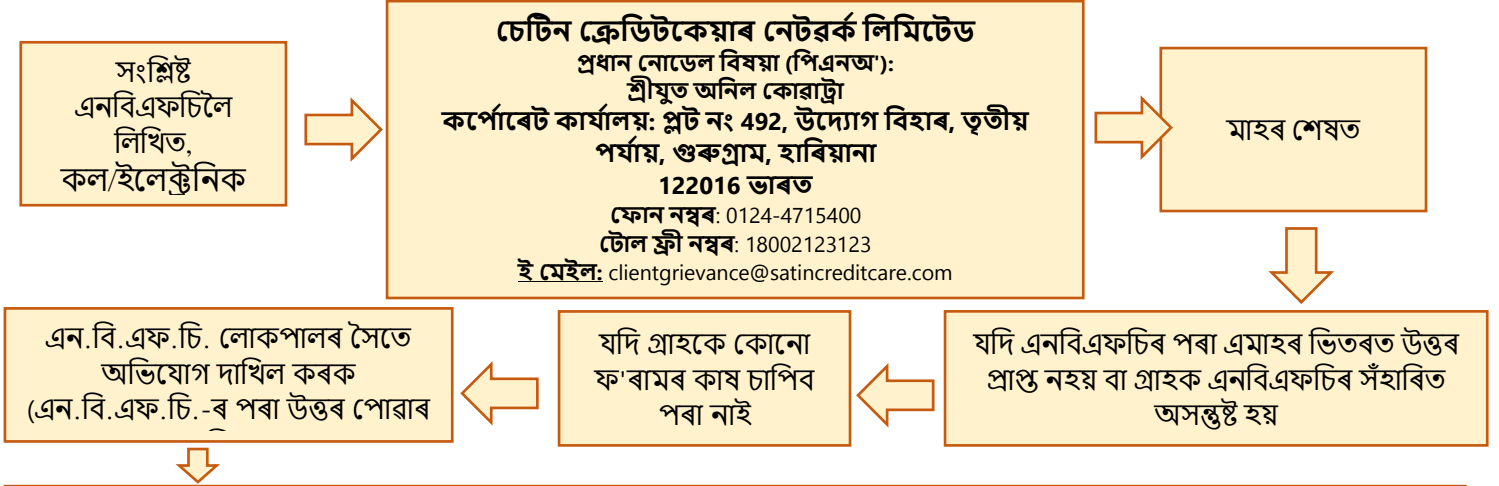 সংশ্লিষ্ট
এনবিএফচিলৈ
লিখিত,
কল/ইলেক্ট্ৰনিক
চেটিন ক্ৰেডিটকেয়াৰ নেটৱৰ্ক লিমিটেড
প্ৰধান নোডেল বিষয়া (পিএনঅ'):
শ্ৰীযুত অনিল কোৱাট্ৰা
কৰ্পোৰেট কাৰ্যালয়: প্লট নং 492, উদ্যোগ বিহাৰ, তৃতীয়
পৰ্যায়, গুৰুগ্ৰাম, হাৰিয়ানা
122016 ভাৰত
ফোন নম্বৰ: 0124-4715400
টোল ফ্ৰী নম্বৰ: 18002123123
ই মেইল: clientgrievance@satincreditcare.com
মাহৰ শেষত
যদি এনবিএফচিৰ পৰা এমাহৰ ভিতৰত উত্তৰ
প্ৰাপ্ত নহয় বা গ্ৰাহক এনবিএফচিৰ সঁহাৰিত
অসন্তুষ্ট হয়
যদি গ্ৰাহকে কোনো
ফ'ৰামৰ কাষ চাপিব
পৰা নাই
এন.বি.এফ.চি. লোকপালৰ সৈতে
অভিযোগ দাখিল কৰক
(এন.বি.এফ.চি.-ৰ পৰা উত্তৰ পোৱাৰ